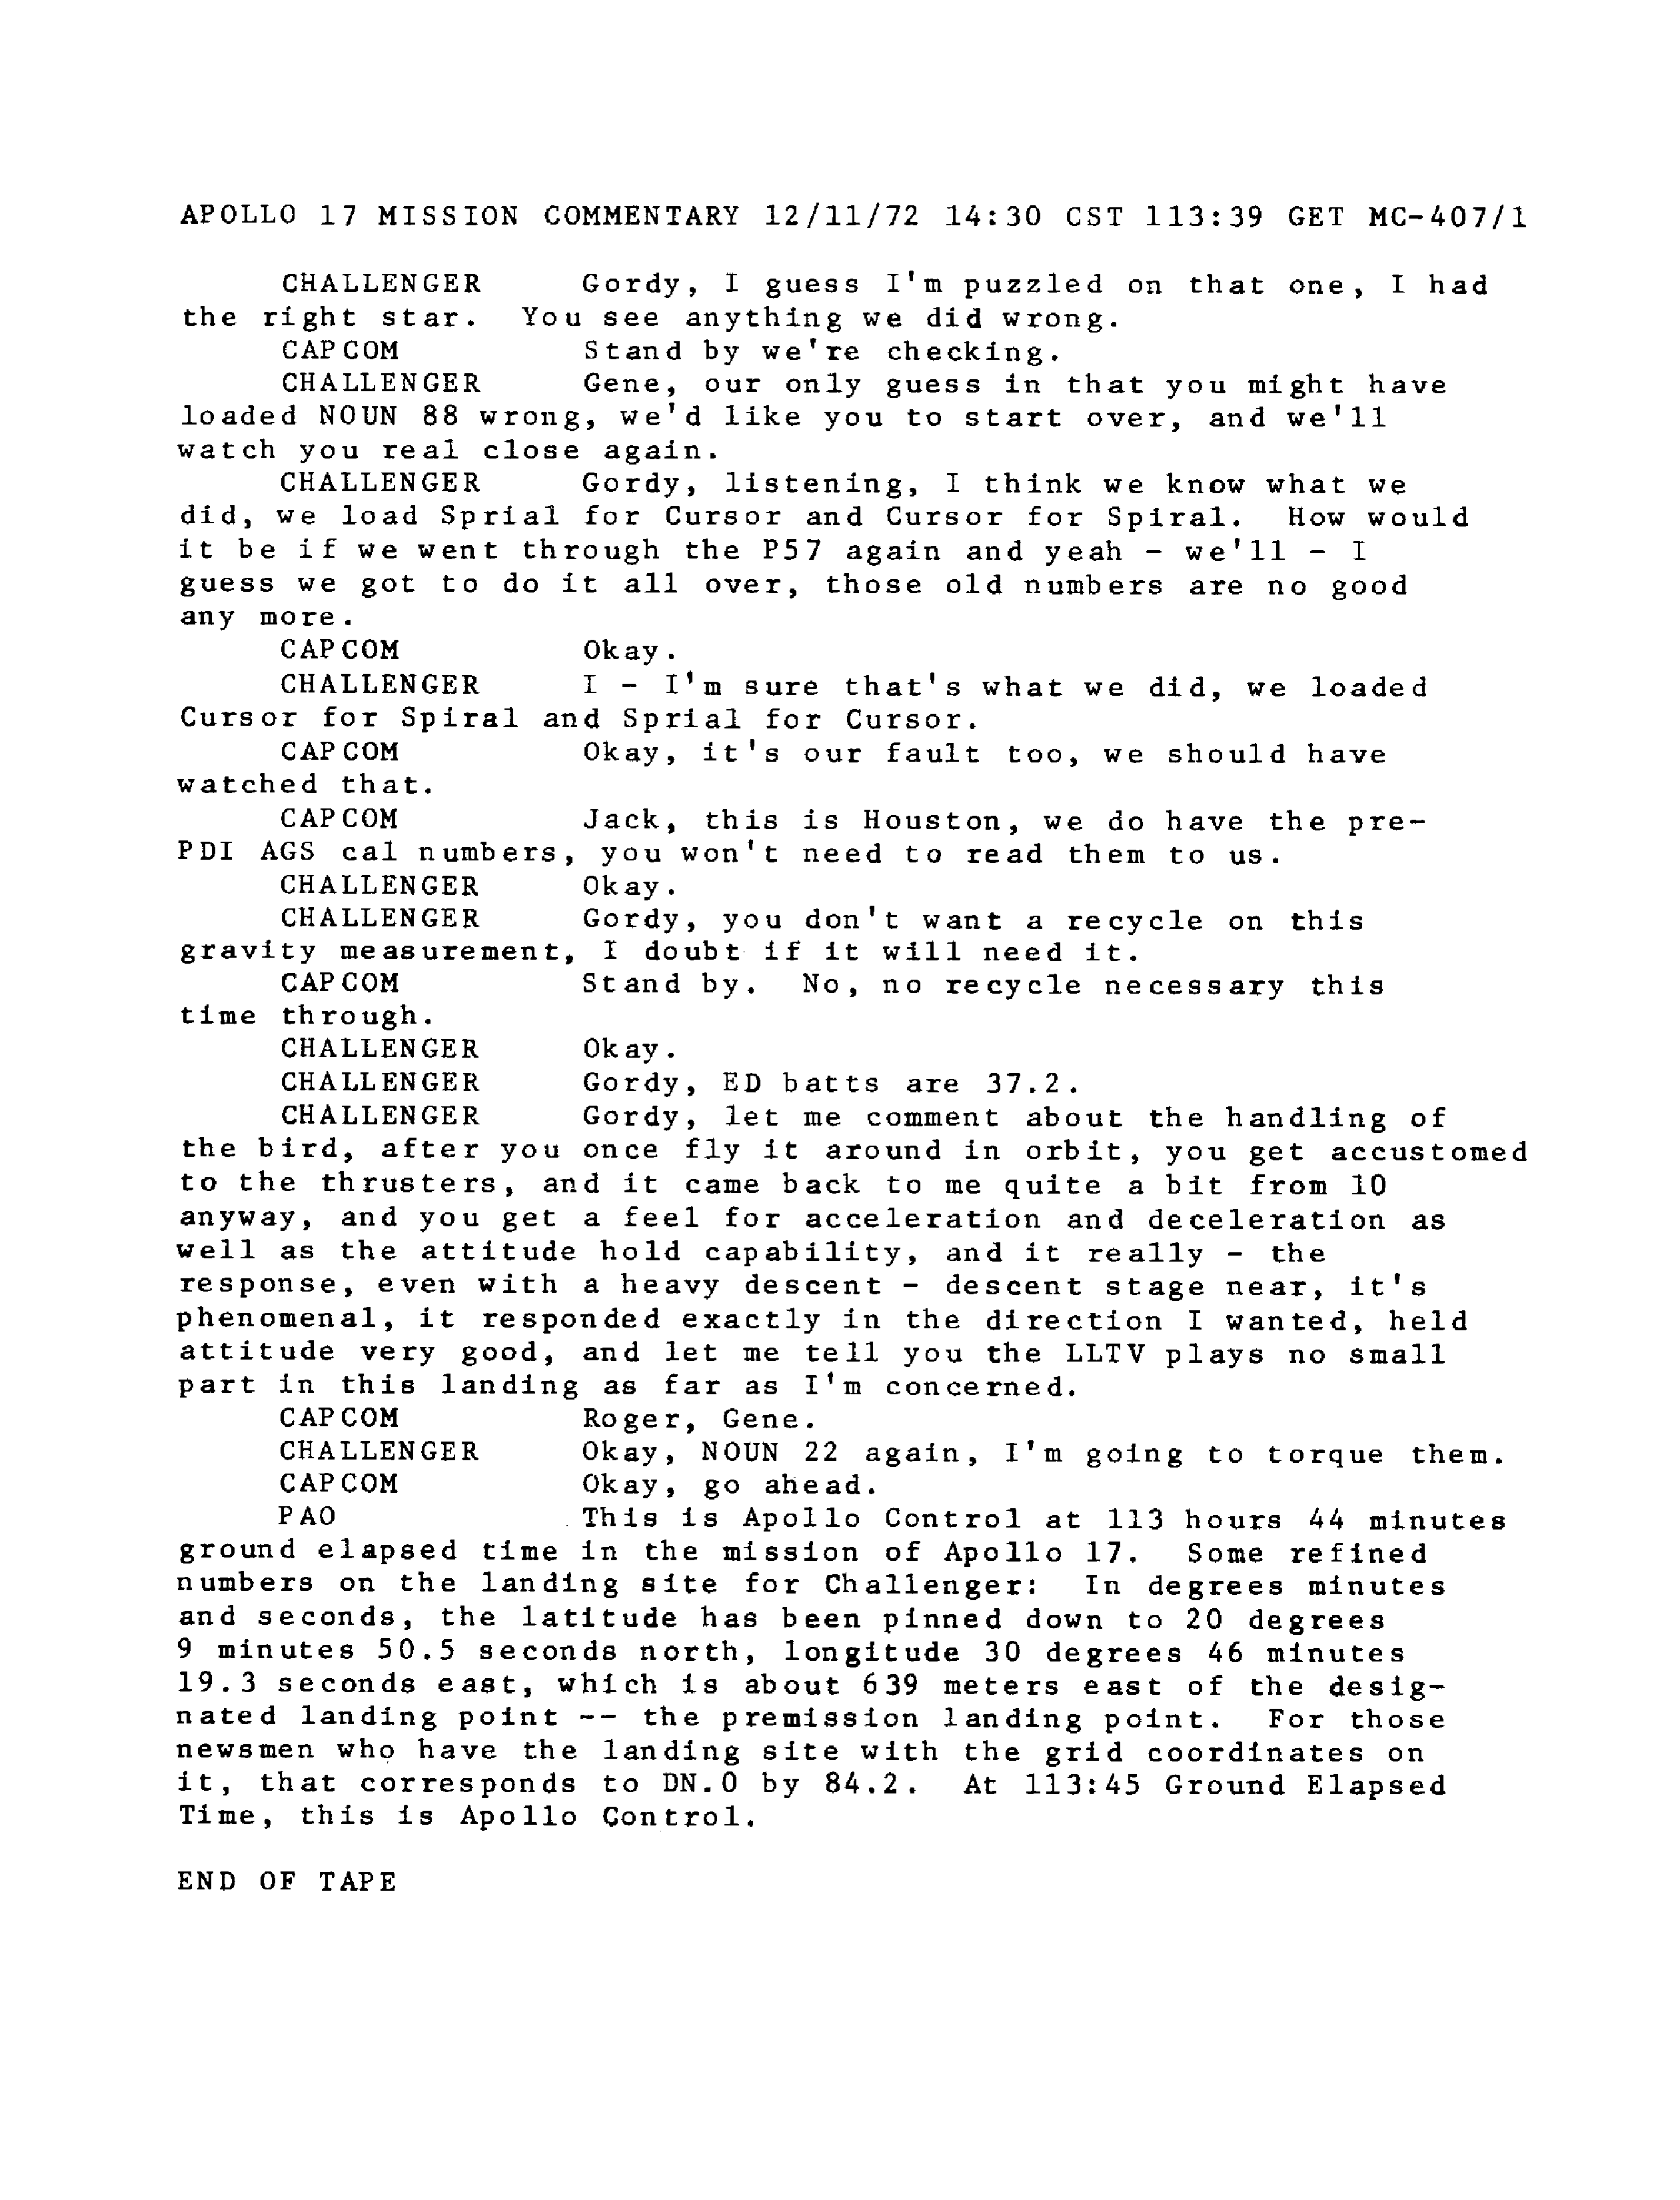 APOLLO 17 MISSION COMMENTARY 12/11/72 14:30 CST 113:39 GET MC-407/1
CHALLENGER Gordy, I guess I'm puzzled on that one, I had
the right star. You see anything we did wrong.
CAPCOM Stand by we're checking.
CHALLENGER Gene, our only guess in that you might have
loaded NOUN 88 wrong, we'd like you to start over, and we'll
watch you real close again.
CHALLENGER Gordy, listening, I think we know what we
did, we load Sprial for Cursor and Cursor for Spiral. How would
it be if we went through the P57 again and yeah - we'll - I
guess we got to do it all over, those old numbers are no good
any more.
CAPCOM Okay.
CHALLENGER I - I'm sure that's what we did, we loaded
Cursor for Spiral and Sprial for Cursor.
CAPCOM Okay, it's our fault too, we should have
watched that.
CAPCOM Jack, this is Houston, we do have the pre-
PDI AGS cal numbers, you won't need to read them to us.
CHALLENGER Okay.
CHALLENGER Gordy, you don't want a recycle on this
gravity measurement, I doubt if it will need it.
CAPCOM Stand by. No, no recycle necessary this
time through.
CHALLENGER Okay.
CHALLENGER Gordy, ED batts are 37.2.
CHALLENGER Gordy, let me comment about the handling of
the bird, after you once fly it around in orbit, you get accustomed
to the thrusters, and it came back to me quite a bit from 10
anyway, and you get a feel for acceleration and deceleration as
well as the attitude hold capability, and it really - the
response, even with a heavy descent - descent stage near, it's
phenomenal, it responded exactly in the direction I wanted, held
attitude very good, and let me tell you the LLTV plays no small
part in this landing as far as I'm concerned.
CAPCOM Roger, Gene.
CHALLENGER Okay, NOUN 22 again, I'm going to torque them.
CAPCOM Okay, go ahead.
PAO This is Apollo Control at 113 hours 44 minutes
ground elapsed time in the mission of Apollo 17. Some refined
numbers on the landing site for Challenger: In degrees minutes
and seconds, the latitude has been pinned down to 20 degrees
9 minutes 50.5 seconds north, longitude 30 degrees 46 minutes
19.3 seconds east, which is about 639 meters east of the desig-
nated landing point -- the premission landing point. For those
newsmen who have the landing site with the grid coordinates on
it, that corresponds to DN.0 by 84.2. At 113:45 Ground Elapsed
Time, this is Apollo Control.
END OF TAPE